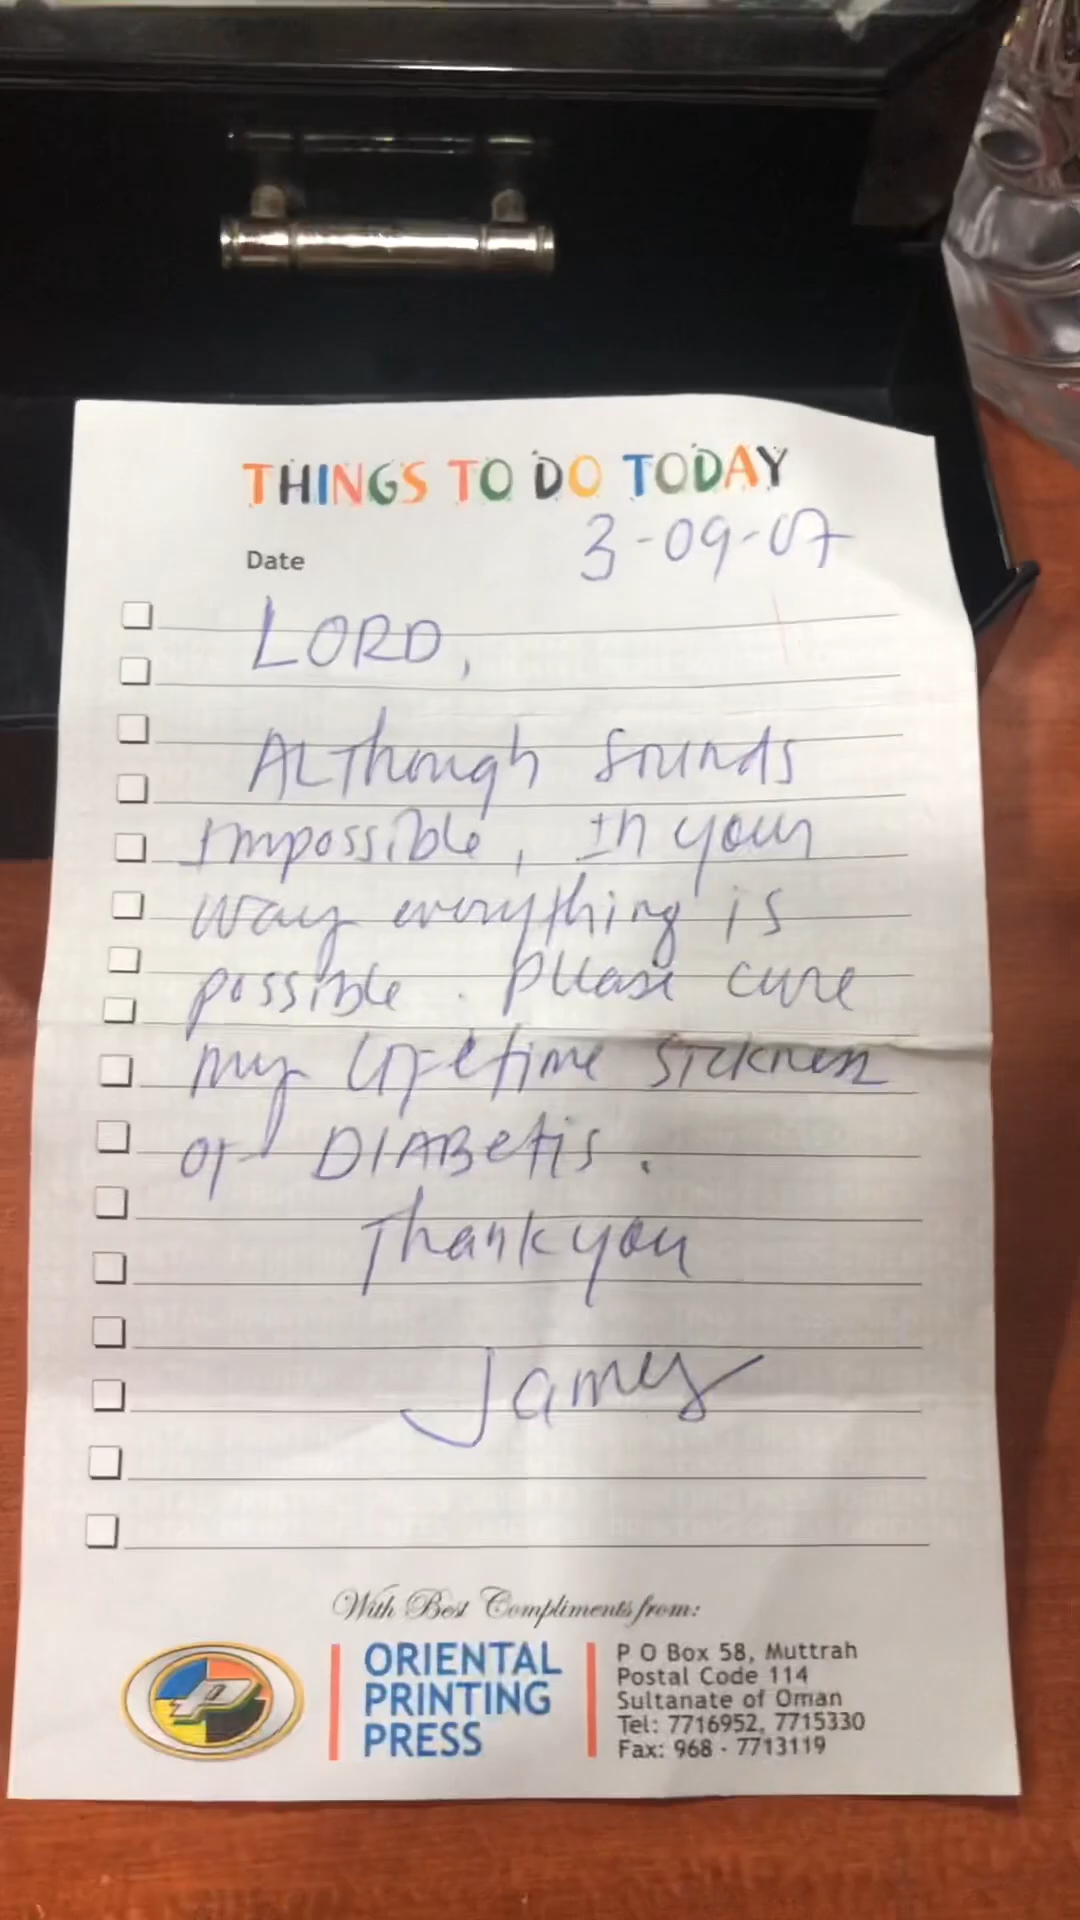 THINGS TO DO TODAY
Date 3-09-07
LORD,
ALThough sounds
Impossible, In your
way everything is
possible. please cure
my lifetime sickness
of DIABetis.
Thank you
James
With Best Compliments from:
P
ORIENTAL
PRINTING
PRESS
P O Box 58, Muttrah
Postal Code 114
Sultanate of Oman
Tel: 7716952, 7715330
Fax: 968 - 7713119